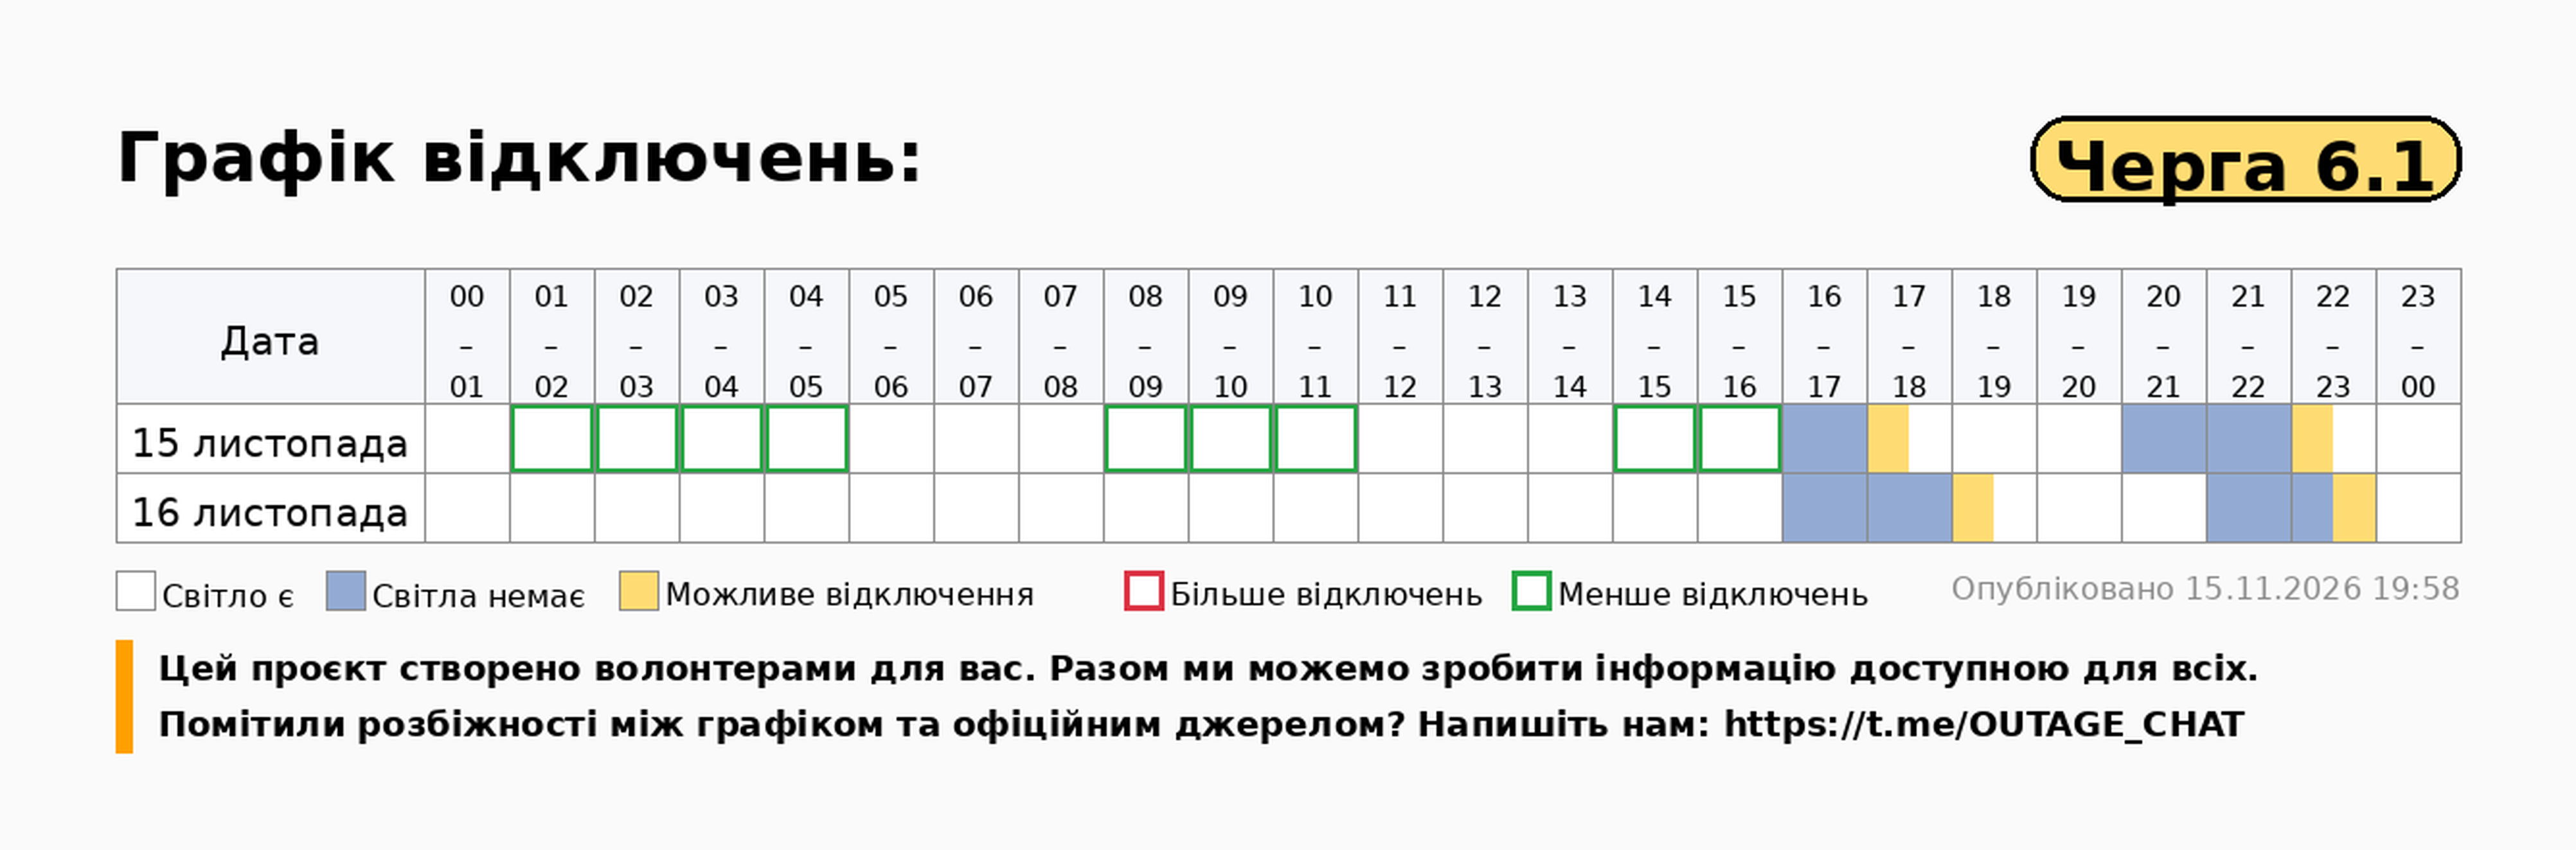 Графік відключень:
Черга 6.1
Дата 00 – 01 01 – 02 02 – 03 03 – 04 04 – 05 05 – 06 06 – 07 07 – 08 08 – 09 09 – 10 10 – 11 11 – 12 12 – 13 13 – 14 14 – 15 15 – 16 16 – 17 17 – 18 18 – 19 19 – 20 20 – 21 21 – 22 22 – 23 23 – 00
15 листопада
16 листопада
Світло є Світла немає Можливе відключення Більше відключень Менше відключень Опубліковано 15.11.2026 19:58
Цей проєкт створено волонтерами для вас. Разом ми можемо зробити інформацію доступною для всіх.
Помітили розбіжності між графіком та офіційним джерелом? Напишіть нам: https://t.me/OUTAGE_CHAT